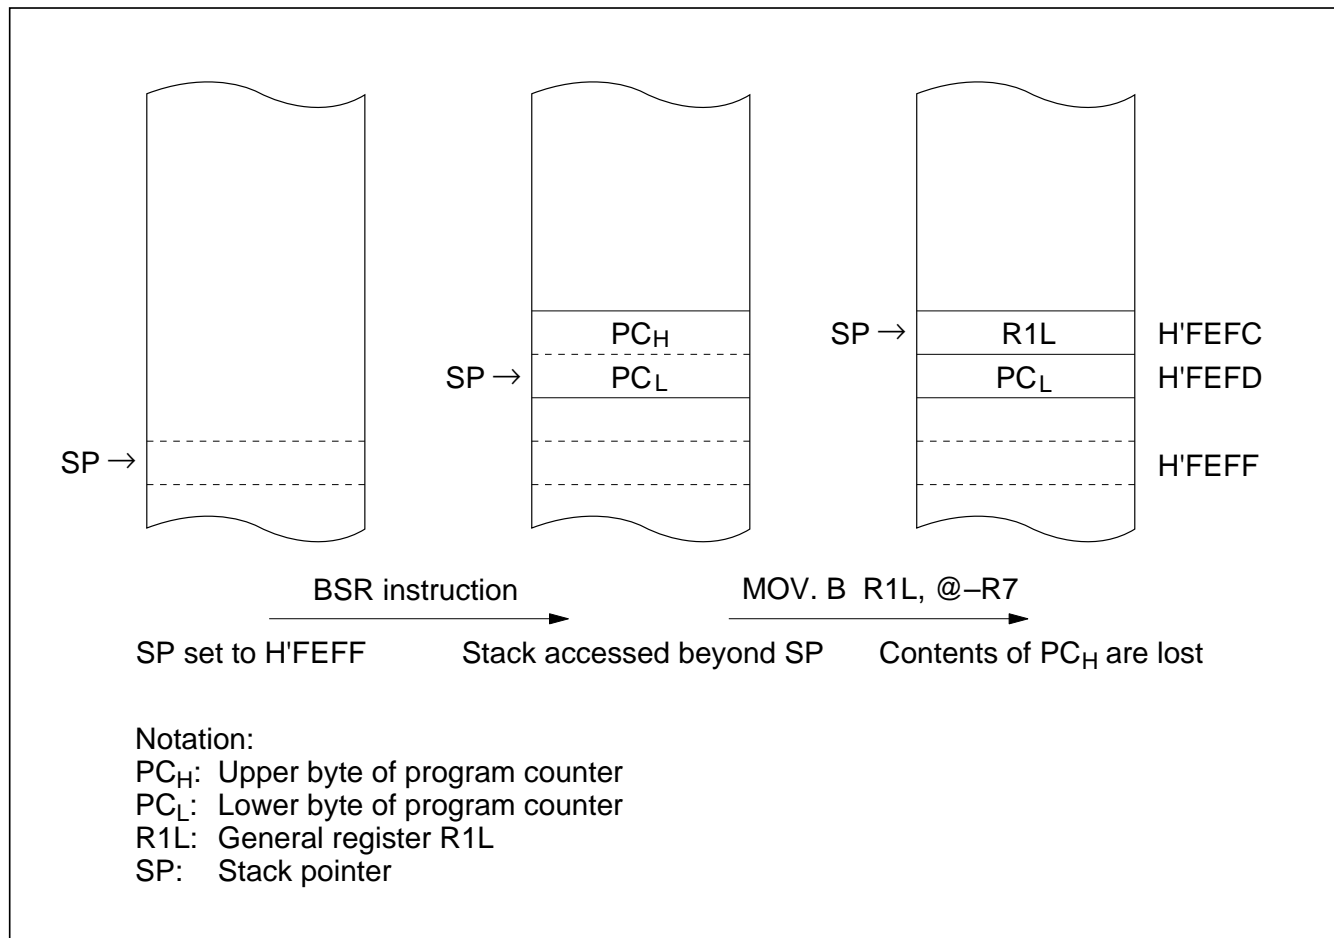 PCH
SP → R1L H'FEFC
SP → PCL PCL H'FEFD
SP → H'FEFF
BSR instruction MOV. B R1L, @–R7
SP set to H'FEFF Stack accessed beyond SP Contents of PCH are lost
Notation:
PCH: Upper byte of program counter
PCL: Lower byte of program counter
R1L: General register R1L
SP: Stack pointer